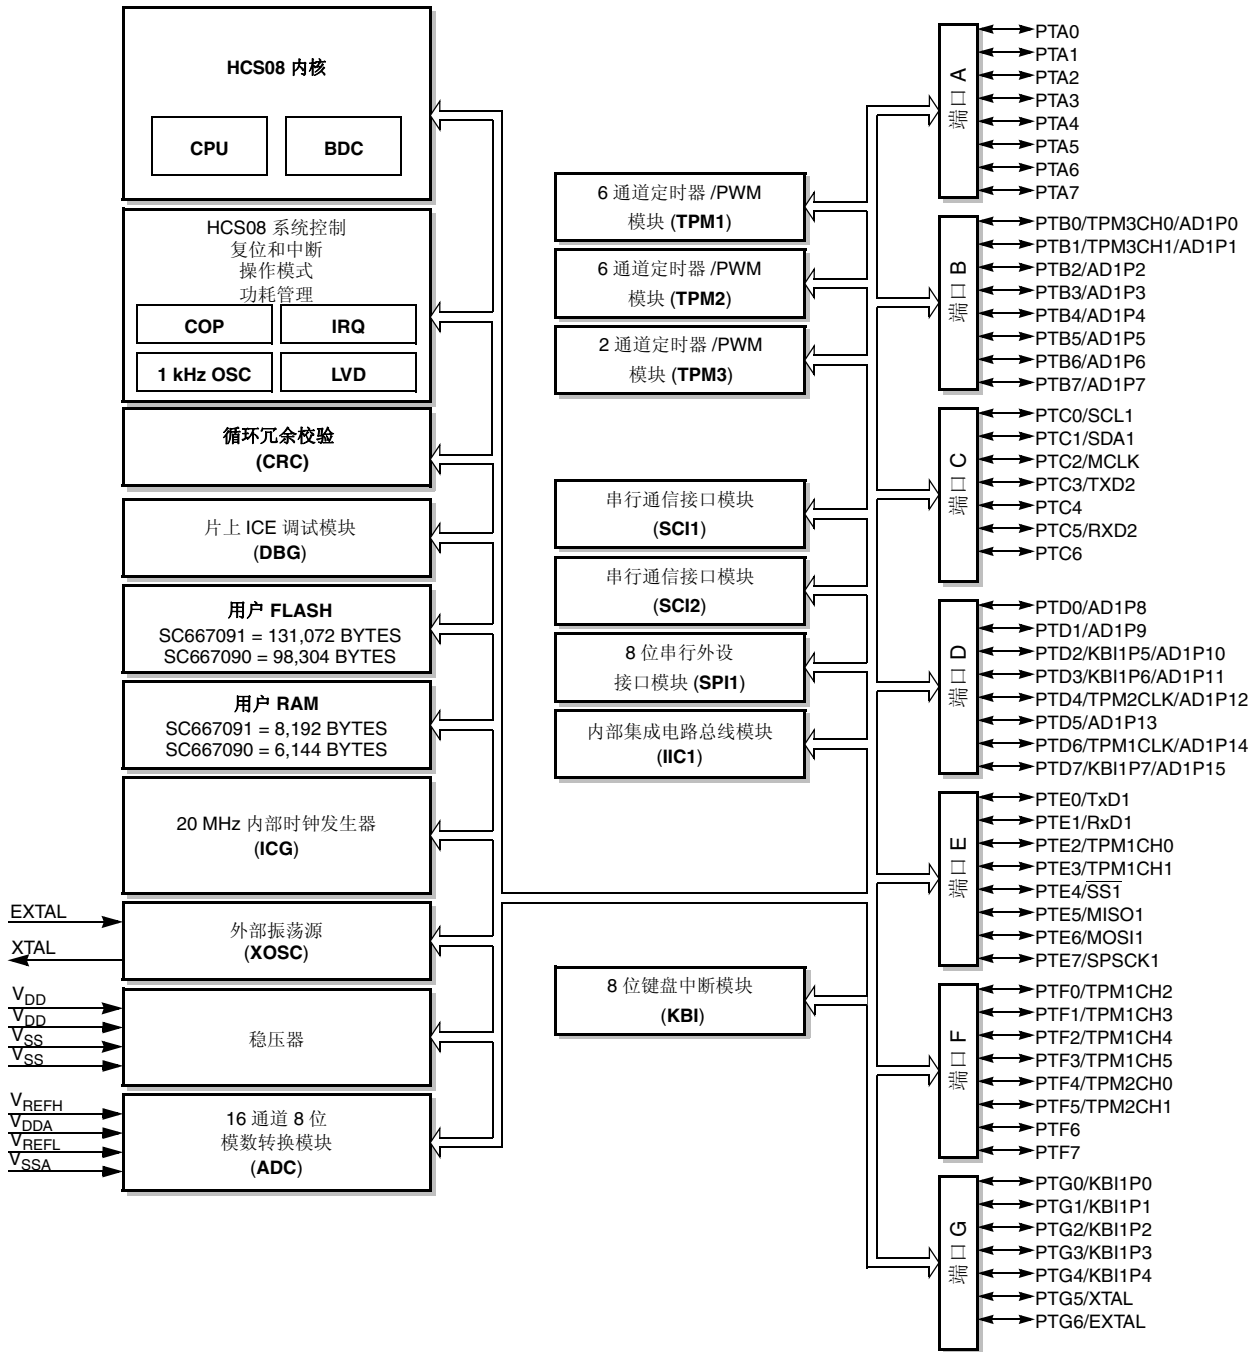 HCS08 内核
CPU
BDC
HCS08 系统控制
复位和中断
操作模式
功耗管理
COP
IRQ
1 kHz OSC
LVD
循环冗余校验
(CRC)
片上 ICE 调试模块
(DBG)
用户 FLASH
SC667091 = 131,072 BYTES
SC667090 = 98,304 BYTES
用户 RAM
SC667091 = 8,192 BYTES
SC667090 = 6,144 BYTES
20 MHz 内部时钟发生器
(ICG)
EXTAL
XTAL
外部振荡源
(XOSC)
VDD
VDD
VSS
VSS
稳压器
VREFH
VDDA
VREFL
VSSA
16 通道 8 位
模数转换模块
(ADC)
6 通道定时器 /PWM
模块 (TPM1)
6 通道定时器 /PWM
模块 (TPM2)
2 通道定时器 /PWM
模块 (TPM3)
串行通信接口模块
(SCI1)
串行通信接口模块
(SCI2)
8 位串行外设
接口模块 (SPI1)
内部集成电路总线模块
(IIC1)
8 位键盘中断模块
(KBI)
端口 A
PTA0
PTA1
PTA2
PTA3
PTA4
PTA5
PTA6
PTA7
端口 B
PTB0/TPM3CH0/AD1P0
PTB1/TPM3CH1/AD1P1
PTB2/AD1P2
PTB3/AD1P3
PTB4/AD1P4
PTB5/AD1P5
PTB6/AD1P6
PTB7/AD1P7
端口 C
PTC0/SCL1
PTC1/SDA1
PTC2/MCLK
PTC3/TXD2
PTC4
PTC5/RXD2
PTC6
端口 D
PTD0/AD1P8
PTD1/AD1P9
PTD2/KBI1P5/AD1P10
PTD3/KBI1P6/AD1P11
PTD4/TPM2CLK/AD1P12
PTD5/AD1P13
PTD6/TPM1CLK/AD1P14
PTD7/KBI1P7/AD1P15
端口 E
PTE0/TxD1
PTE1/RxD1
PTE2/TPM1CH0
PTE3/TPM1CH1
PTE4/SS1
PTE5/MISO1
PTE6/MOSI1
PTE7/SPSCK1
端口 F
PTF0/TPM1CH2
PTF1/TPM1CH3
PTF2/TPM1CH4
PTF3/TPM1CH5
PTF4/TPM2CH0
PTF5/TPM2CH1
PTF6
PTF7
端口 G
PTG0/KBI1P0
PTG1/KBI1P1
PTG2/KBI1P2
PTG3/KBI1P3
PTG4/KBI1P4
PTG5/XTAL
PTG6/EXTAL